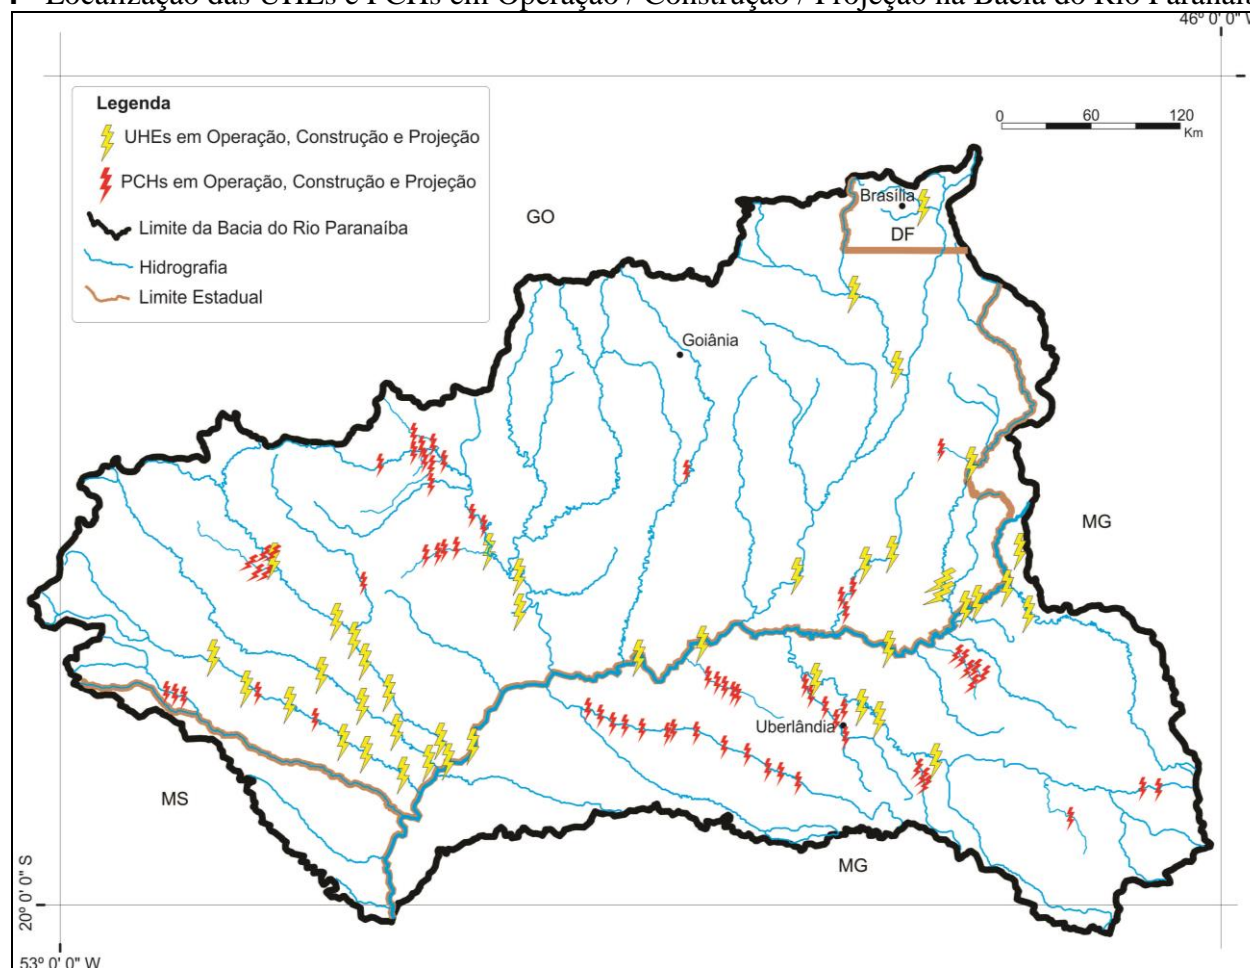 Localização das UHEs e PCHs em Operação / Construção / Projeção na Bacia do Rio
46° 0' 0" W
Legenda
UHEs em Operação, Construção e Projeção
PCHs em Operação, Construção e Projeção
Limite da Bacia do Rio Paranaíba
Hidrografia
Limite Estadual
0 60 120
Km
Brasília
GO
DF
Goiânia
MG
Uberlândia
MS
MG
20° 0' 0" S
53° 0' 0" W